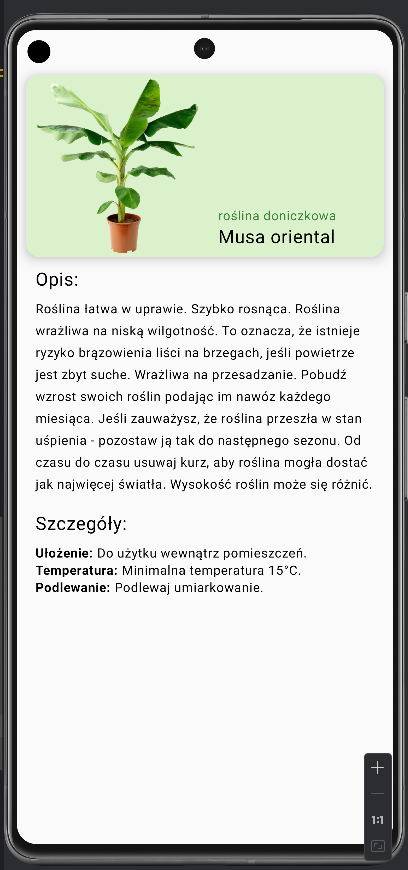 roślina doniczkowa
Musa oriental
Opis:
Roślina łatwa w uprawie. Szybko rosnąca. Roślina
wrażliwa na niską wilgotność. To oznacza, że istnieje
ryzyko brązowienia liści na brzegach, jeśli powietrze
jest zbyt suche. Wrażliwa na przesadzanie. Pobudź
wzrost swoich roślin podając im nawóz każdego
miesiąca. Jeśli zauważysz, że roślina przeszła w stan
uśpienia - pozostaw ją tak do następnego sezonu. Od
czasu do czasu usuwaj kurz, aby roślina mogła dostać
jak najwięcej światła. Wysokość roślin może się różnić.
Szczegóły:
Ułożenie: Do użytku wewnątrz pomieszczeń.
Temperatura: Minimalna temperatura 15°C.
Podlewanie: Podlewaj umiarkowanie.
1:1